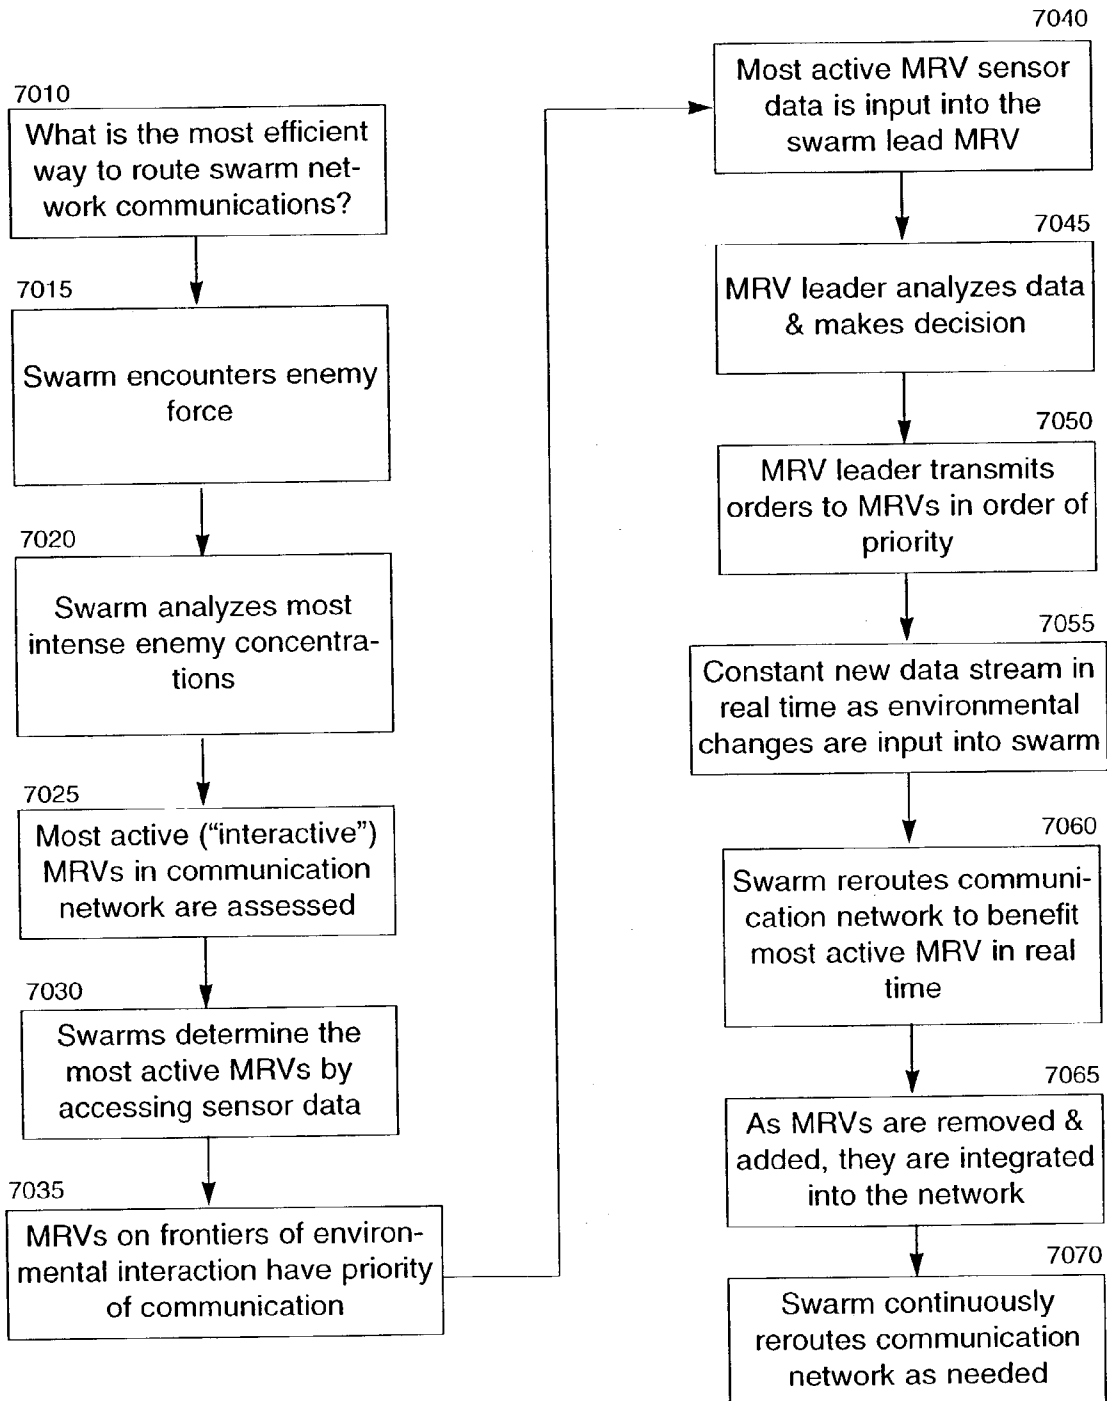 7010
What is the most efficient
way to route swarm net-
work communications?
7015
Swarm encounters enemy
force
7020
Swarm analyzes most
intense enemy concentra-
tions
7025
Most active (“interactive”)
MRVs in communication
network are assessed
7030
Swarms determine the
most active MRVs by
accessing sensor data
7035
MRVs on frontiers of environ-
mental interaction have priority
of communication
7040
Most active MRV sensor
data is input into the
swarm lead MRV
7045
MRV leader analyzes data
& makes decision
7050
MRV leader transmits
orders to MRVs in order of
priority
7055
Constant new data stream in
real time as environmental
changes are input into swarm
7060
Swarm reroutes communi-
cation network to benefit
most active MRV in real
time
7065
As MRVs are removed &
added, they are integrated
into the network
7070
Swarm continuously
reroutes communication
network as needed